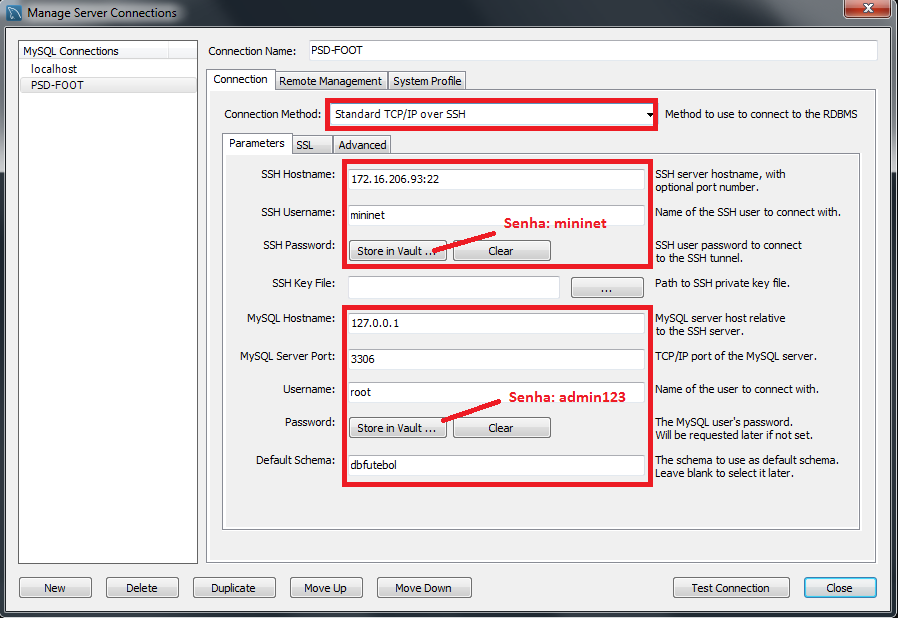 Manage Server Connections
MySQL Connections
localhost
PSD-FOOT
Connection Name: PSD-FOOT
Connection Remote Management System Profile
Connection Method: Standard TCP/IP over SSH Method to use to connect to the RDBMS
Parameters SSL Advanced
SSH Hostname: 172.16.206.93:22 SSH server hostname, with
optional port number.
SSH Username: mininet Name of the SSH user to connect with.
Senha: mininet
SSH Password: Store in Vault ... Clear SSH user password to connect
to the SSH tunnel.
SSH Key File: ... Path to SSH private key file.
MySQL Hostname: 127.0.0.1 MySQL server host relative
to the SSH server.
MySQL Server Port: 3306 TCP/IP port of the MySQL server.
Username: root Name of the user to connect with.
Senha: admin123
Password: Store in Vault ... Clear The MySQL user's password.
Will be requested later if not set.
Default Schema: dbfutebol The schema to use as default schema.
Leave blank to select it later.
New Delete Duplicate Move Up Move Down Test Connection Close